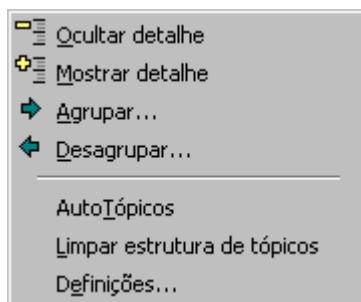 Ocultar detalhe
Mostrar detalhe
Agrupar...
Desagrupar...
AutoTópicos
Limpar estrutura de tópicos
Definições...